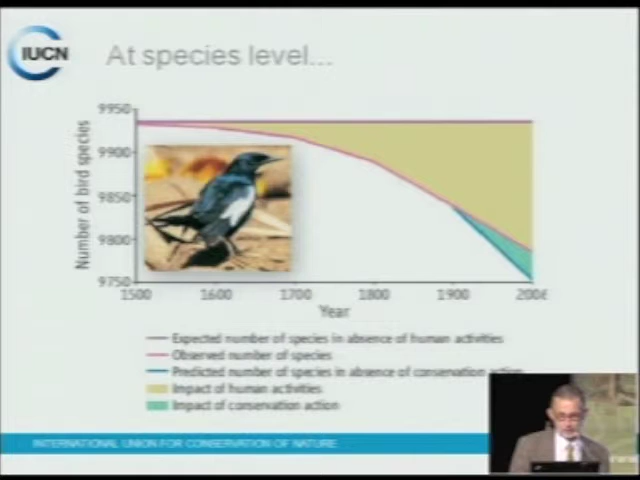 IUCN
At species level...
9950
9900
9850
9800
9750
Number of bird species
1500 1600 1700 1800 1900 200
Year
Expected number of species in absence of human activities
Observed number of species
Predicted number of species in absence of conservation action
Impact of human activities
Impact of conservation action
INTERNATIONAL UNION FOR CONSERVATION OF NATURE